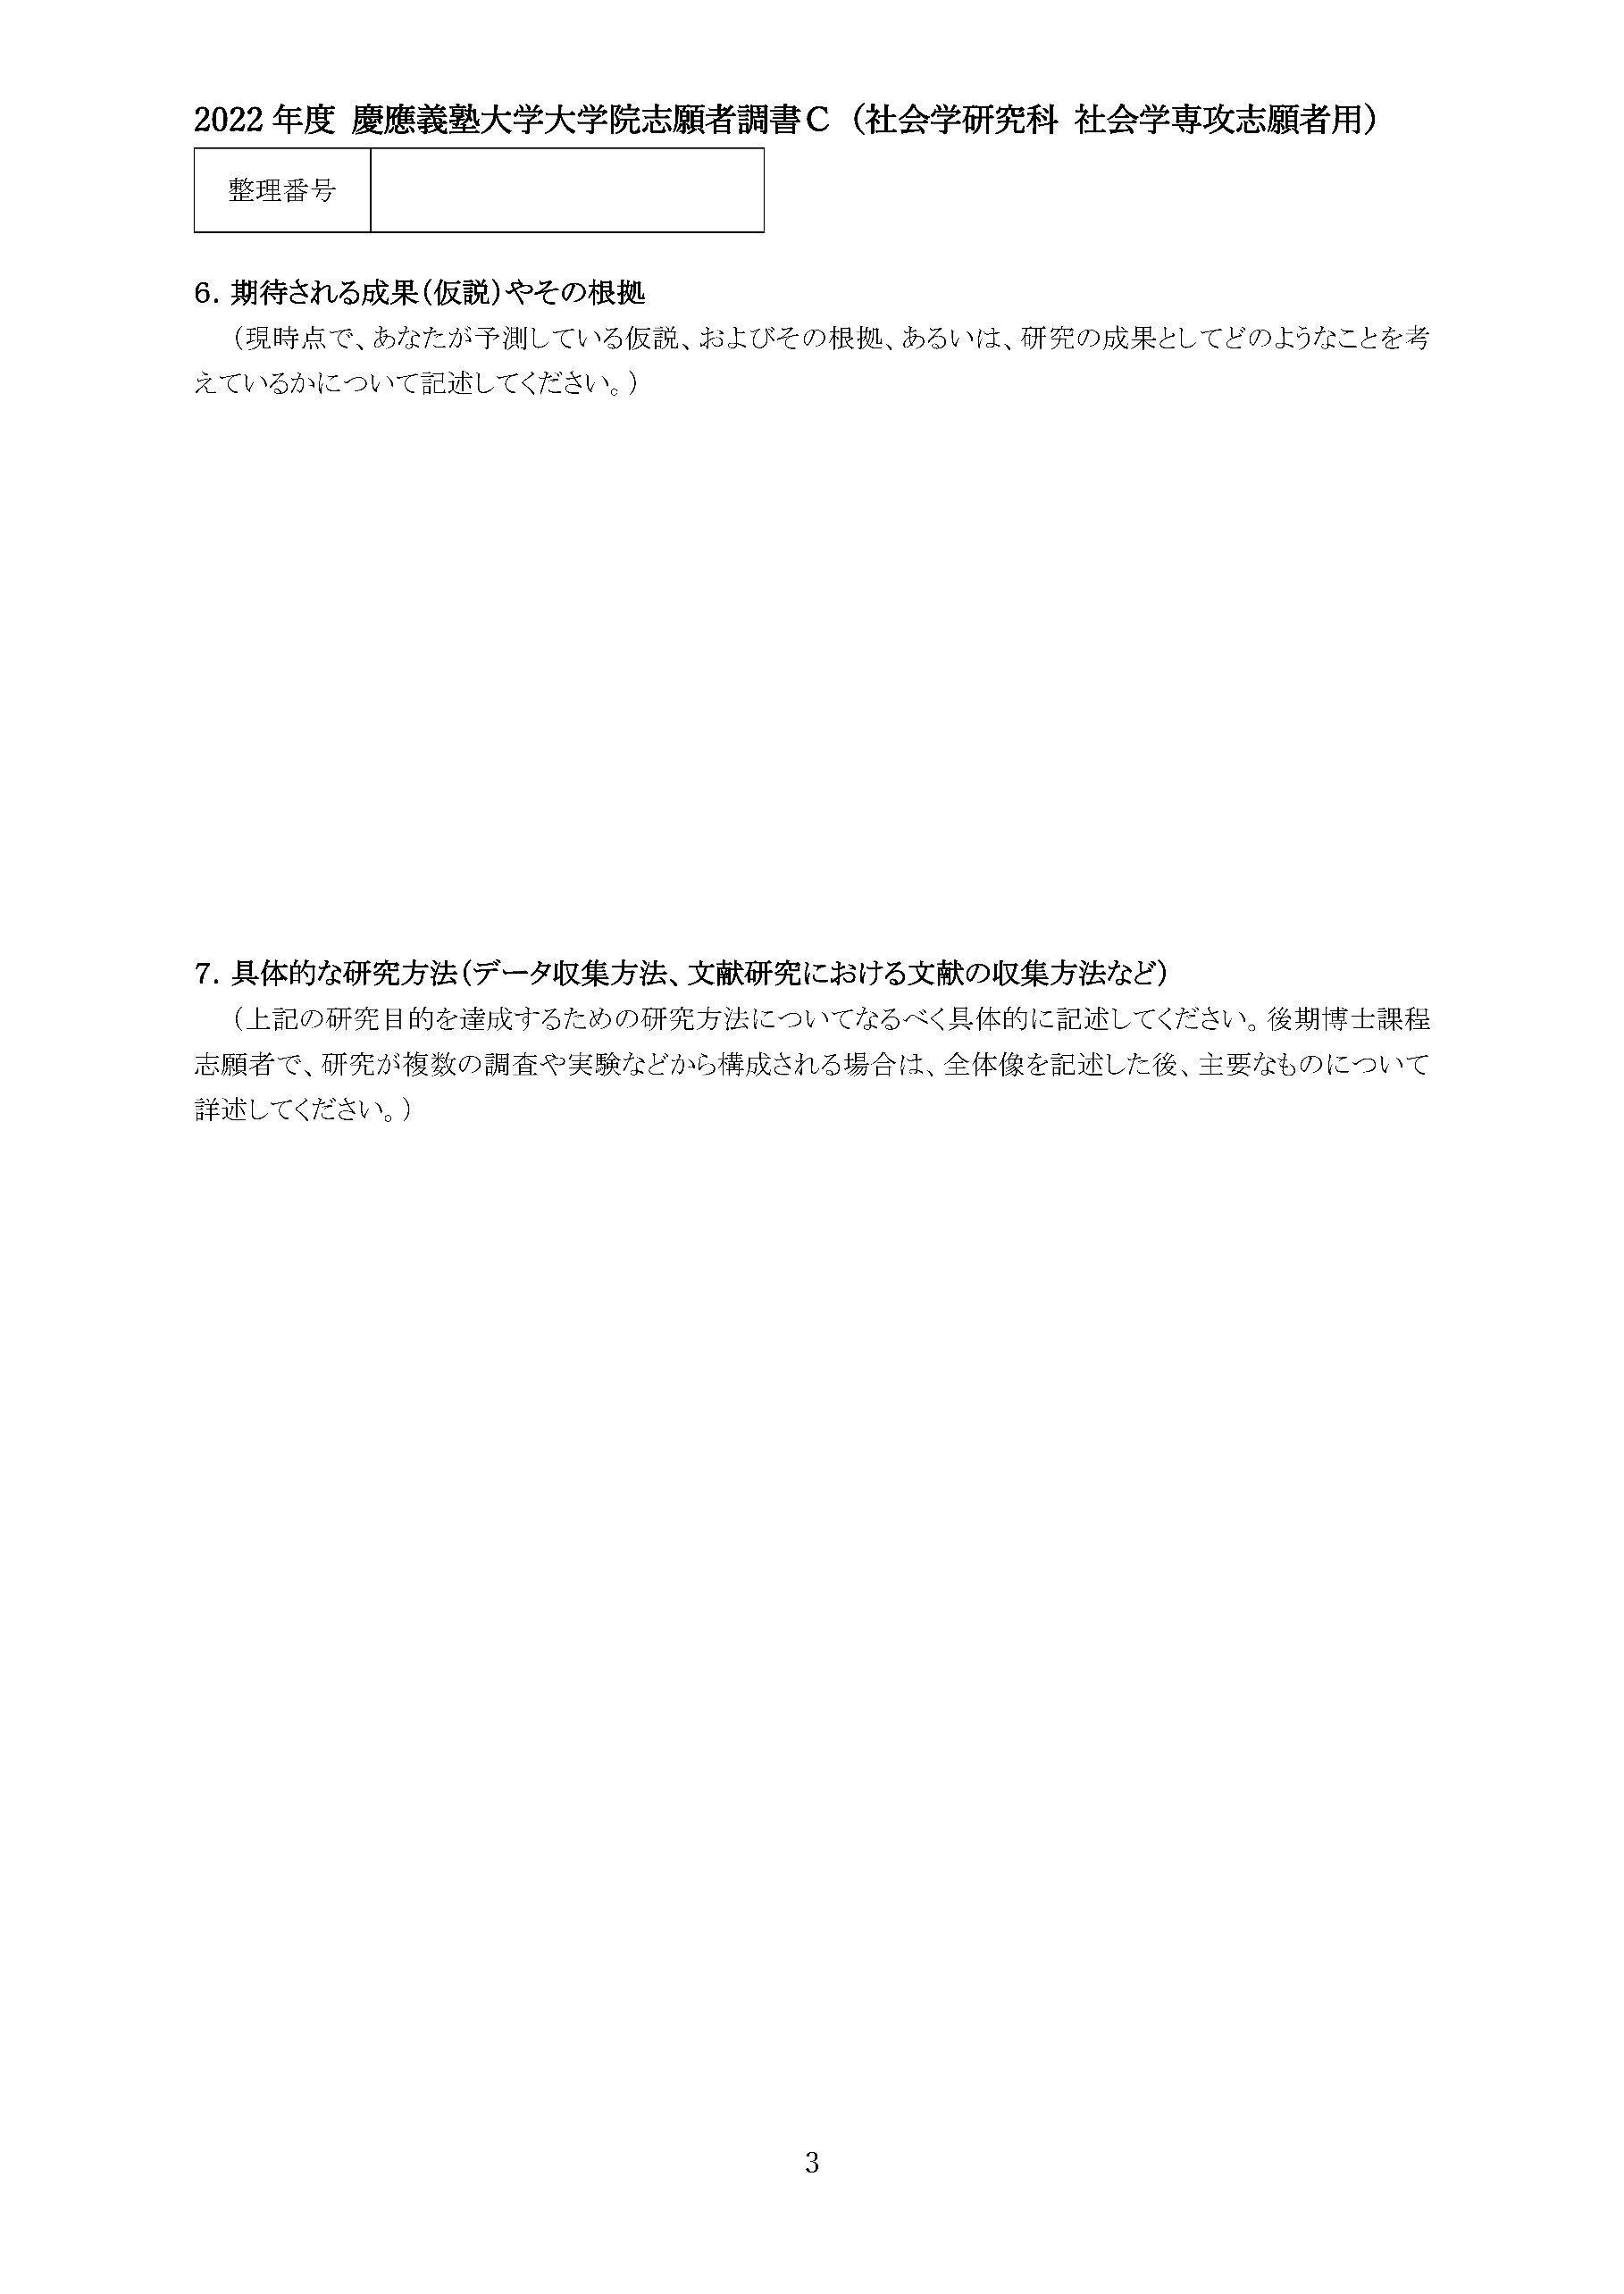 2022 年度 慶應義塾大学大学院志願者調書C（社会学研究科 社会学専攻志願者用）
整理番号
6. 期待される成果（仮説）やその根拠
（現時点で、あなたが予測している仮説、およびその根拠、あるいは、研究の成果としてどのようなことを考
えているかについて記述してください。）
7. 具体的な研究方法（データ収集方法、文献研究における文献の収集方法など）
（上記の研究目的を達成するための研究方法についてなるべく具体的に記述してください。後期博士課程
志願者で、研究が複数の調査や実験などから構成される場合は、全体像を記述した後、主要なものについて
詳述してください。）
3